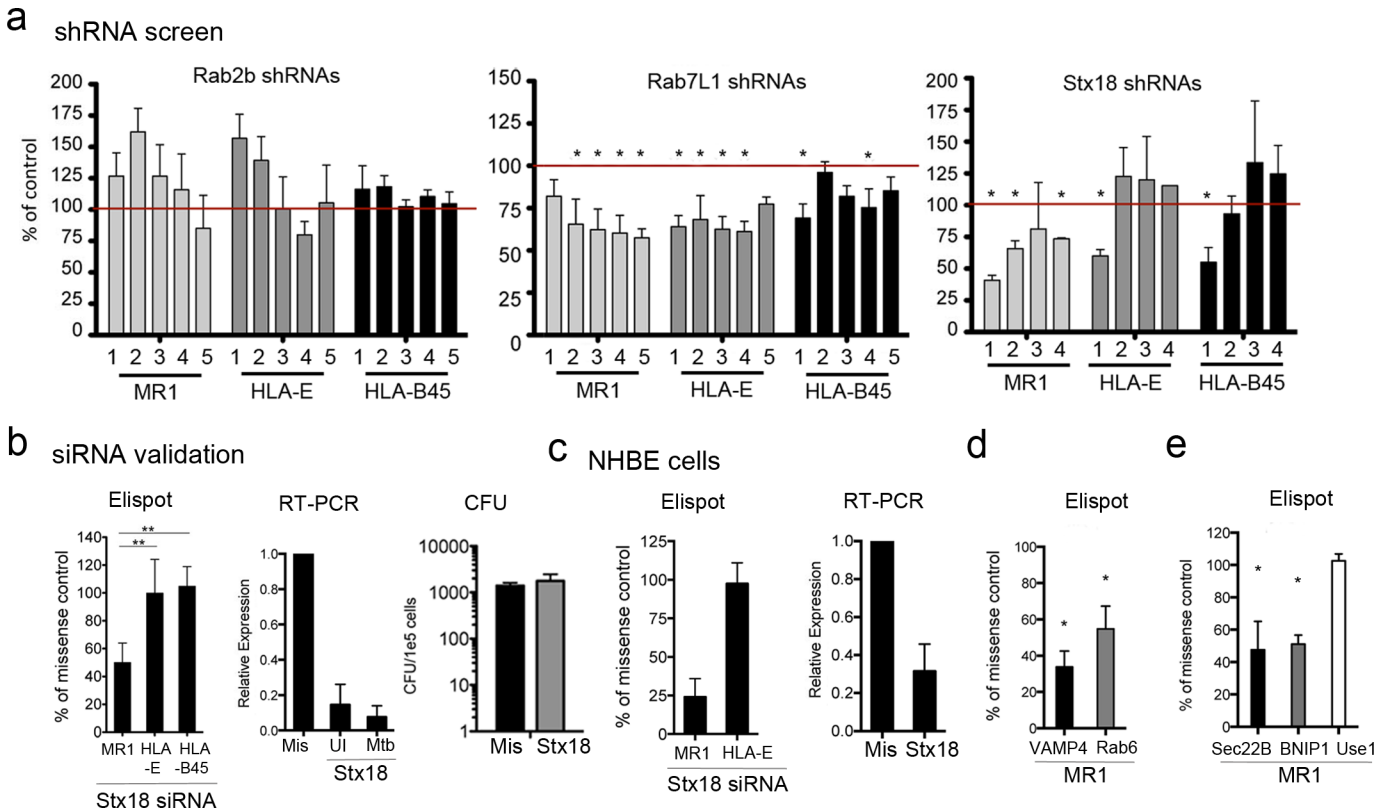 a
shRNA screen
Rab2b shRNAs
Rab7L1 shRNAs
Stx18 shRNAs
% of control
200
175
150
125
100
75
50
25
0
150
125
100
75
50
25
0
200
175
150
125
100
75
50
25
0
* * * * * * * * * *
* * * * *
1 2 3 4 5 1 2 3 4 5 1 2 3 4 5
1 2 3 4 5 1 2 3 4 5 1 2 3 4 5
1 2 3 4 1 2 3 4 1 2 3 4
MR1 HLA-E HLA-B45
MR1 HLA-E HLA-B45
MR1 HLA-E HLA-B45
b
siRNA validation
Elispot
% of missense control
140
120
100
80
60
40
20
0
**
**
MR1 HLA HLA
-E -B45
Stx18 siRNA
RT-PCR
Relative Expression
1.0
0.8
0.6
0.4
0.2
0.0
Mis UI Mtb
Stx18
CFU
CFU/1e5 cells
10000
1000
100
10
1
Mis Stx18
c
NHBE cells
Elispot
% of missense control
125
100
75
50
25
0
MR1 HLA-E
Stx18 siRNA
RT-PCR
Relative Expression
1.0
0.8
0.6
0.4
0.2
0.0
Mis Stx18
d
Elispot
% of missense control
100
80
60
40
20
0
* *
VAMP4 Rab6
MR1
e
Elispot
% of missense control
120
100
80
60
40
20
0
* *
Sec22B BNIP1 Use1
MR1